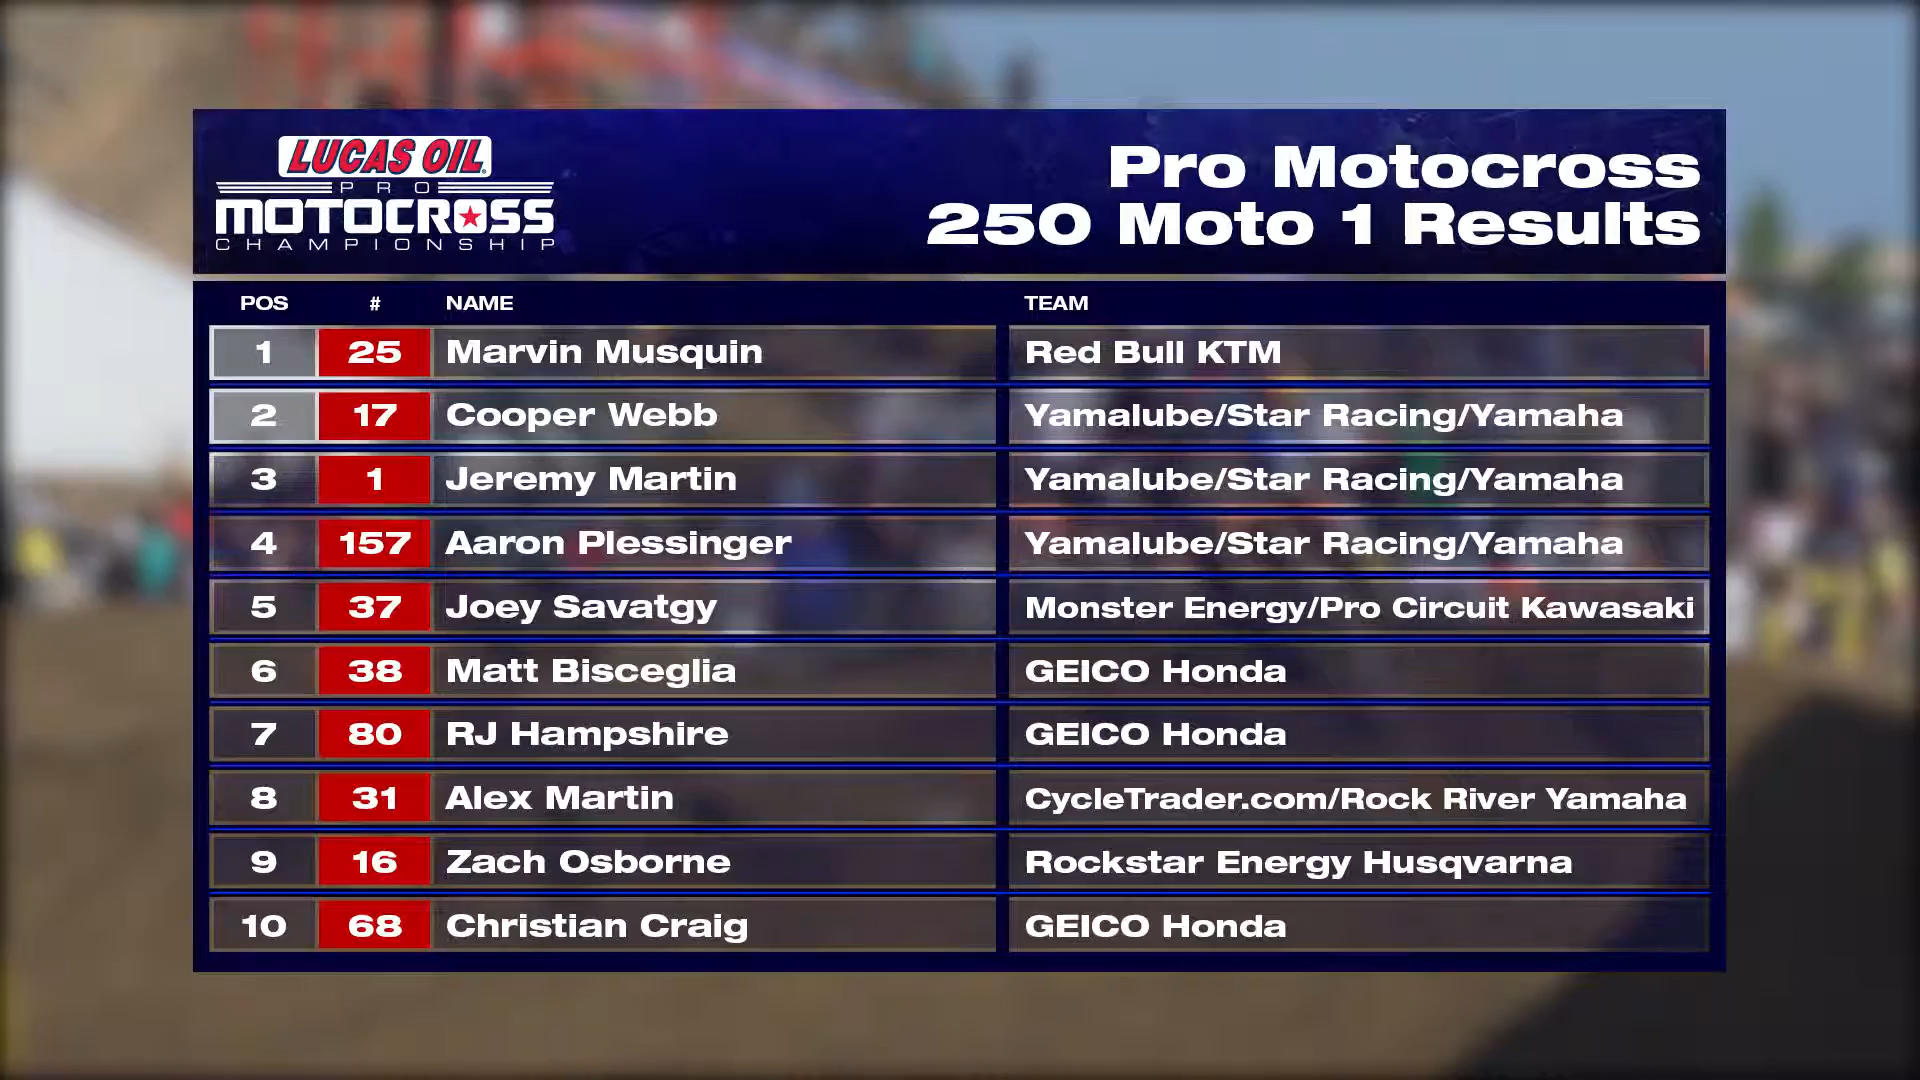 LUCAS OIL
PRO
MOTOCROSS
CHAMPIONSHIP
Pro Motocross
250 Moto 1 Results
POS # NAME TEAM
1 25 Marvin Musquin Red Bull KTM
2 17 Cooper Webb Yamalube/Star Racing/Yamaha
3 1 Jeremy Martin Yamalube/Star Racing/Yamaha
4 157 Aaron Plessinger Yamalube/Star Racing/Yamaha
5 37 Joey Savatgy Monster Energy/Pro Circuit Kawasaki
6 38 Matt Bisceglia GEICO Honda
7 80 RJ Hampshire GEICO Honda
8 31 Alex Martin CycleTrader.com/Rock River Yamaha
9 16 Zach Osborne Rockstar Energy Husqvarna
10 68 Christian Craig GEICO Honda